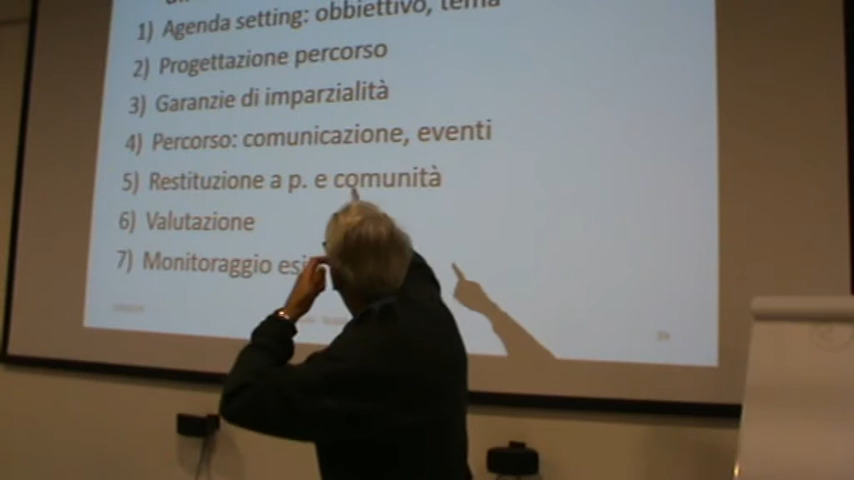 1) Agenda setting: obbiettivo, tema
2) Progettazione percorso
3) Garanzie di imparzialità
4) Percorso: comunicazione, eventi
5) Restituzione a p. e comunità
6) Valutazione
7) Monitoraggio